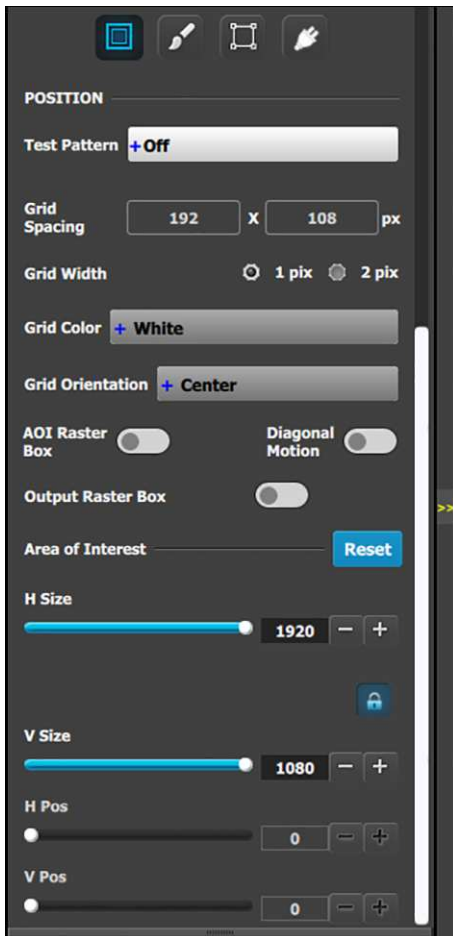 POSITION
Test Pattern +Off
Grid
Spacing 192 X 108 px
Grid Width 1 pix 2 pix
Grid Color + White
Grid Orientation + Center
AOI Raster
Box
Diagonal
Motion
Output Raster Box
>>
Area of Interest Reset
H Size
1920 − +
V Size
1080 − +
H Pos
0 − +
V Pos
0 − +